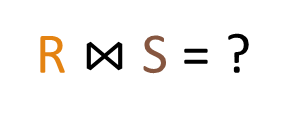 R ⋈ S = ?